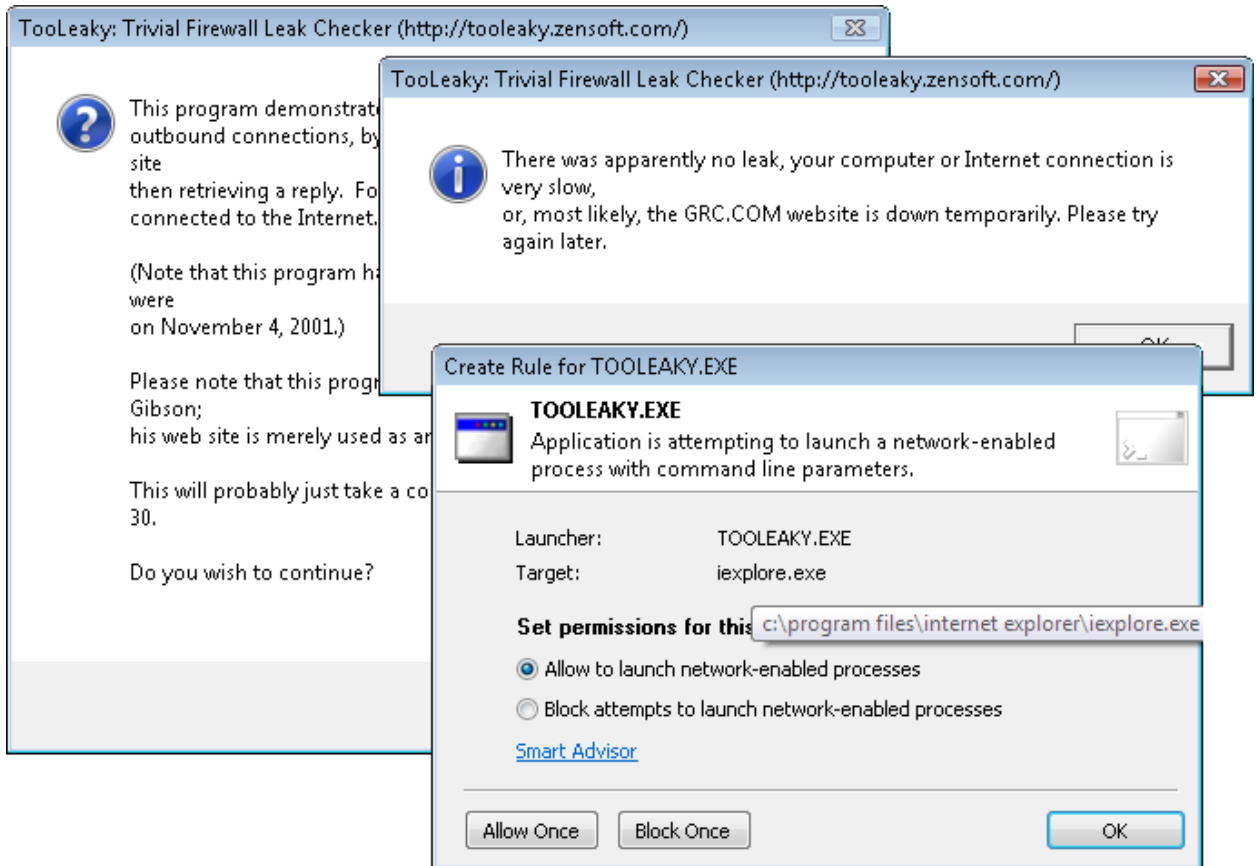 TooLeaky: Trivial Firewall Leak Checker (http://tooleaky.zensoft.com/)
This program demonstrat
outbound connections, by
site
then retrieving a reply. Fo
connected to the Internet.
(Note that this program ha
were
on November 4, 2001.)
Please note that this progr
Gibson;
his web site is merely used as an
This will probably just take a co
30.
Do you wish to continue?
TooLeaky: Trivial Firewall Leak Checker (http://tooleaky.zensoft.com/)
There was apparently no leak, your computer or Internet connection is
very slow,
or, most likely, the GRC.COM website is down temporarily. Please try
again later.
OK
Create Rule for TOOLEAKY.EXE
TOOLEAKY.EXE
Application is attempting to launch a network-enabled
process with command line parameters.
Launcher: TOOLEAKY.EXE
Target: iexplore.exe
Set permissions for this
c:\program files\internet explorer\iexplore.exe
Allow to launch network-enabled processes
Block attempts to launch network-enabled processes
Smart Advisor
Allow Once Block Once OK